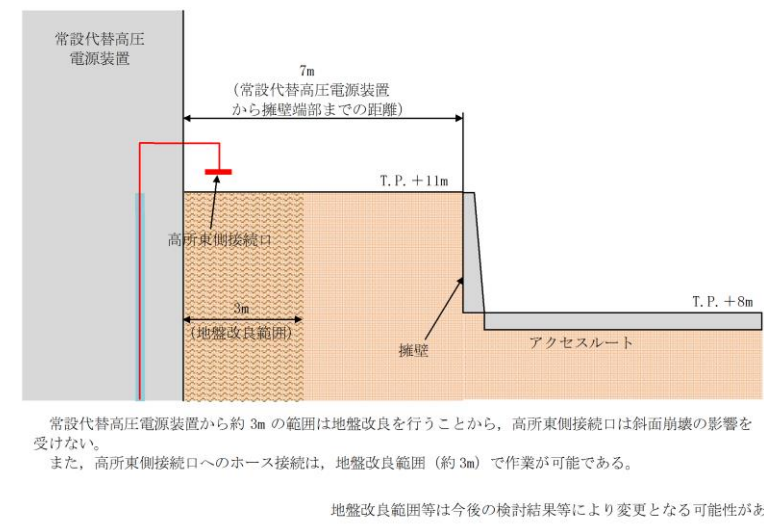 常設代替高圧
電源装置
7m
(常設代替高圧電源装置
から擁壁端部までの距離)
T.P.+11m
高所東側接続口
3m
(地盤改良範囲)
T.P.+8m
擁壁
アクセスルート
常設代替高圧電源装置から約 3m の範囲は地盤改良を行うことから，高所東側接続口は斜面崩壊の影響を
受けない。
また，高所東側接続口へのホース接続は，地盤改良範囲（約 3m）で作業が可能である。
地盤改良範囲等は今後の検討結果等により変更となる可能性があ